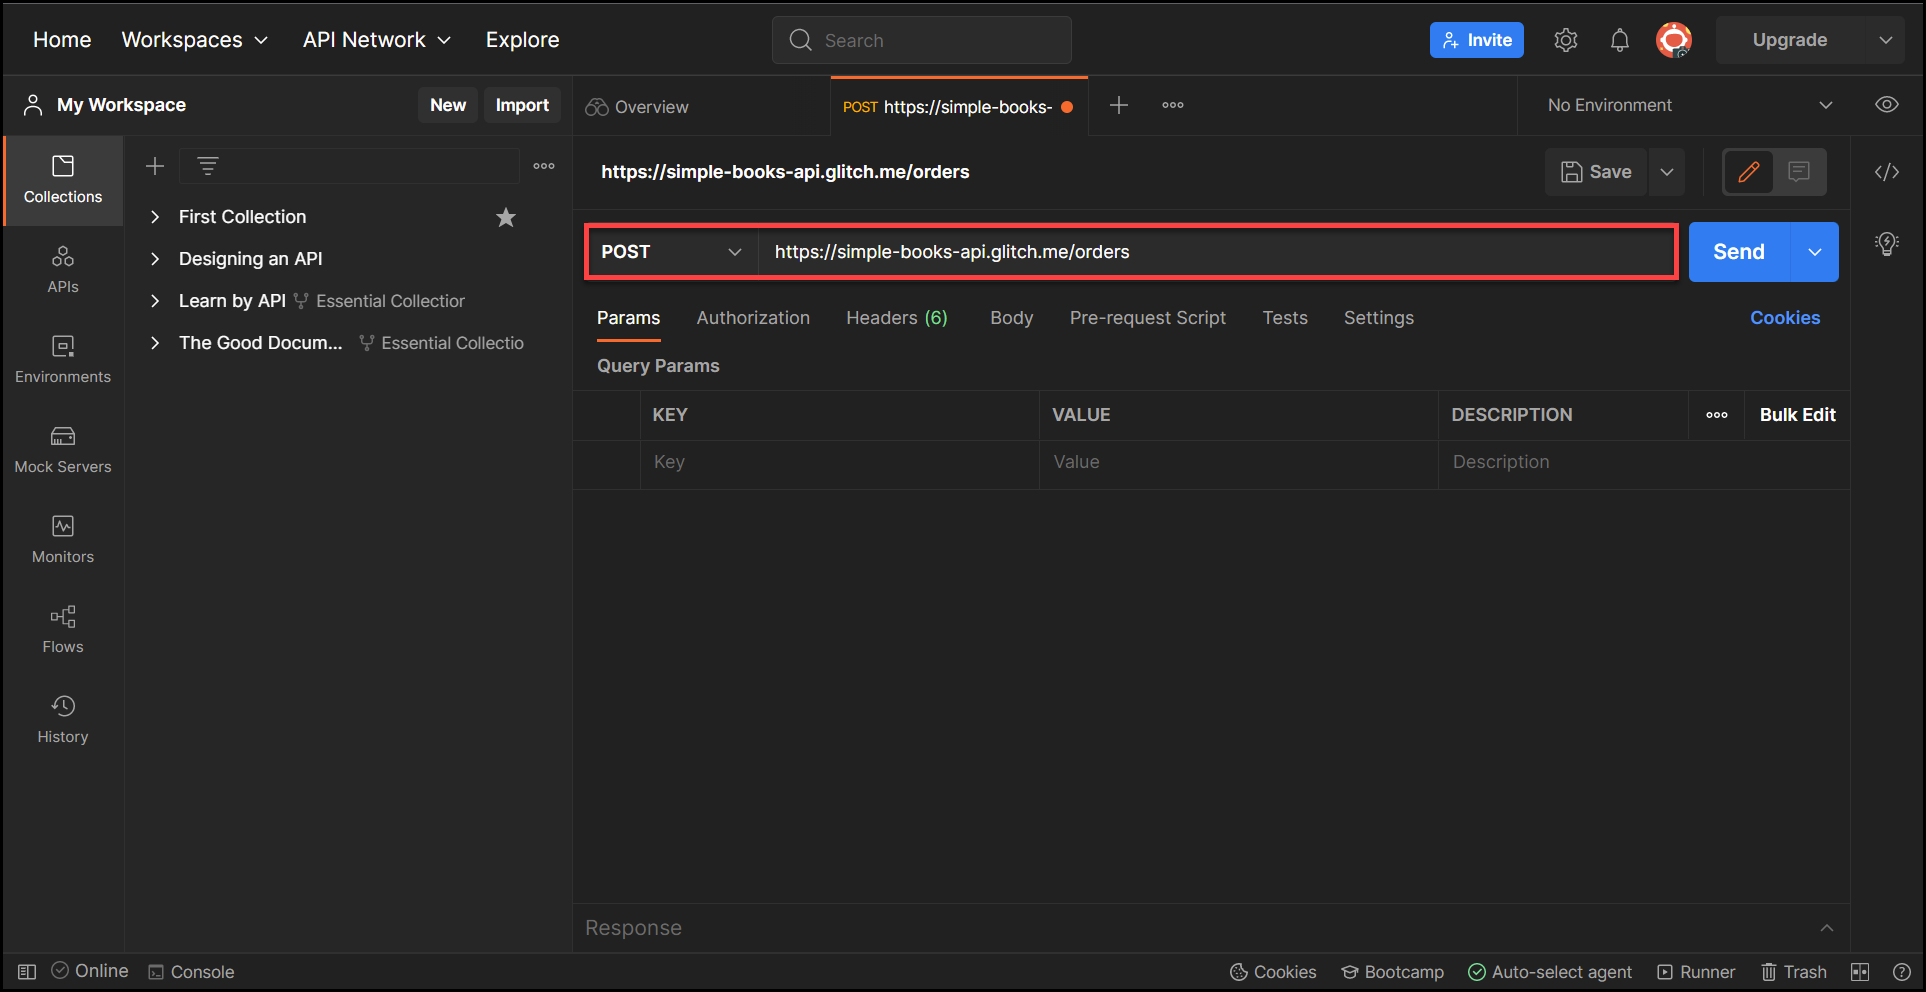 Home Workspaces API Network Explore Search Invite Upgrade
My Workspace New Import Overview POST https://simple-books- No Environment
Collections
APIs
Environments
Mock Servers
Monitors
Flows
History
First Collection
Designing an API
Learn by API Essential Collectior
The Good Docum... Essential Collectio
https://simple-books-api.glitch.me/orders Save
POST https://simple-books-api.glitch.me/orders Send
Params Authorization Headers (6) Body Pre-request Script Tests Settings Cookies
Query Params
KEY VALUE DESCRIPTION Bulk Edit
Key Value Description
Response
Online Console Cookies Bootcamp Auto-select agent Runner Trash